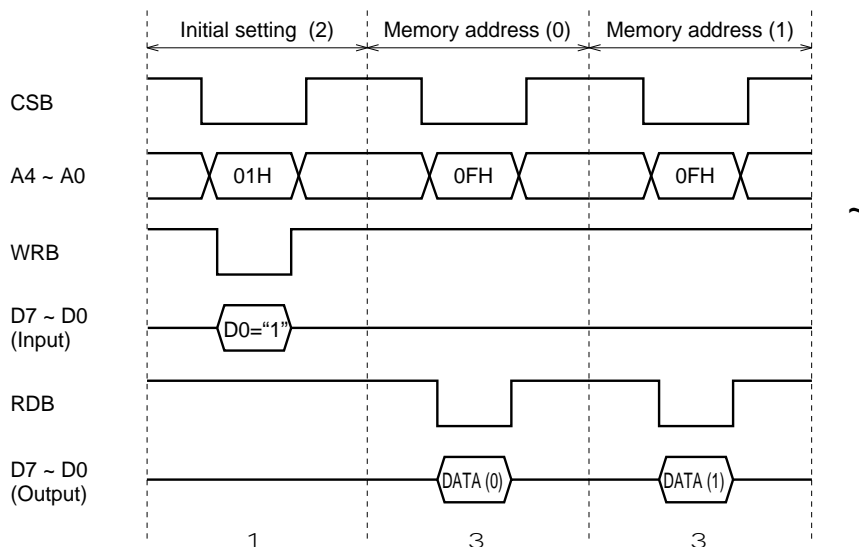 Initial setting (2) Memory address (0) Memory address (1)
CSB
A4 ~ A0 01H 0FH 0FH
~
WRB
D7 ~ D0
(Input) D0="1"
RDB
D7 ~ D0
(Output) DATA (0) DATA (1)
1 3 3